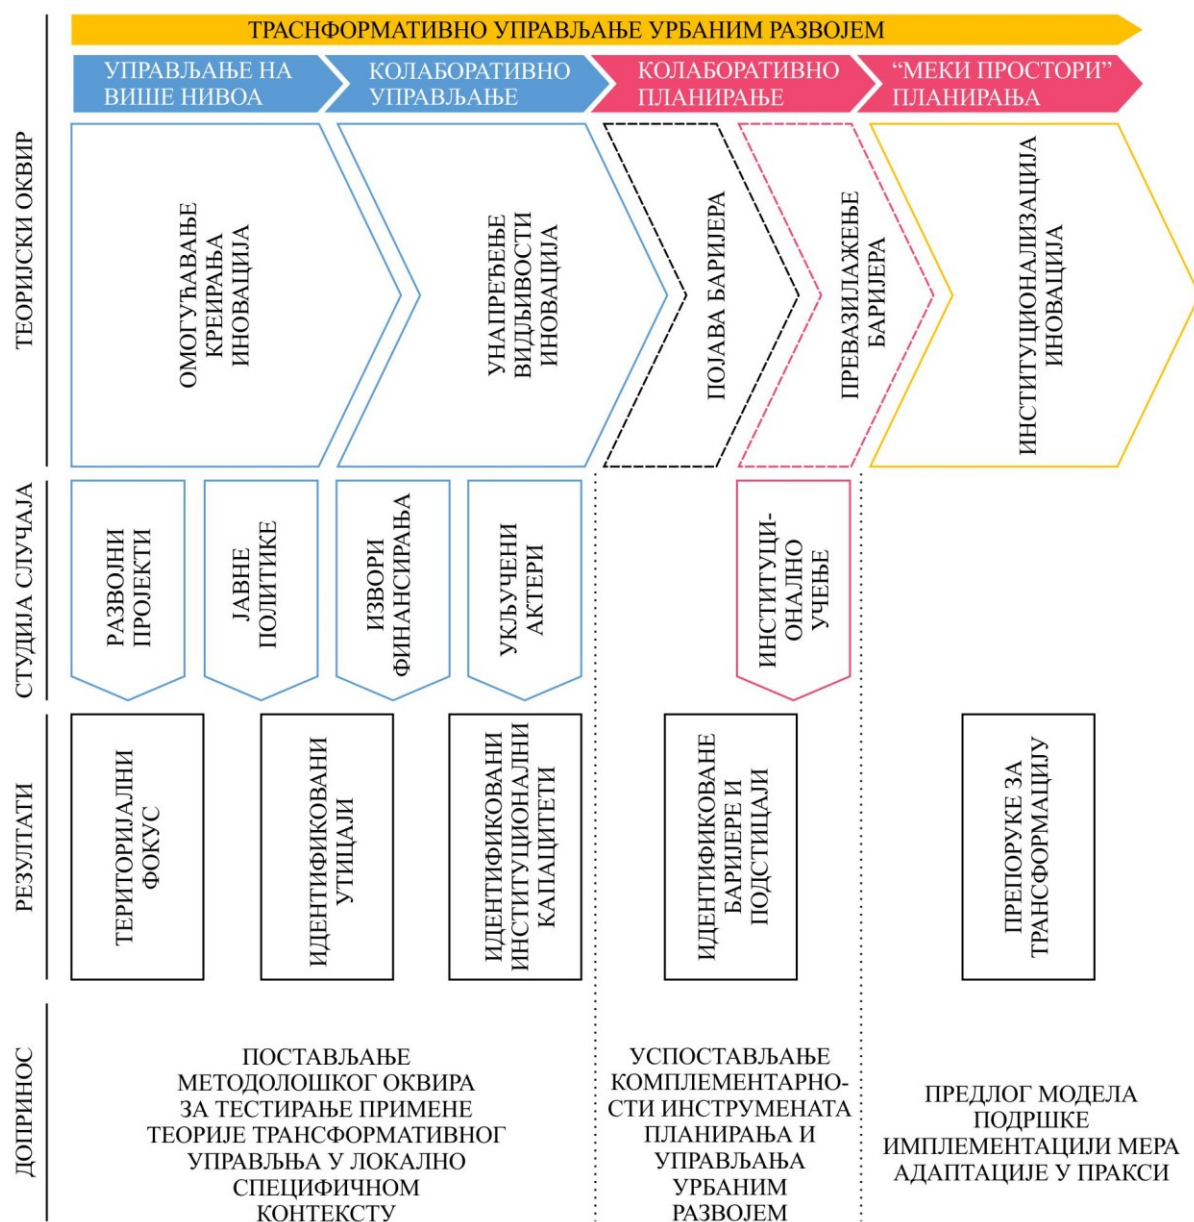 ТРАСНФОРМАТИВНО УПРАВЉАЊЕ УРБАНИМ РАЗВОЈЕМ
УПРАВЉАЊЕ НА
ВИШЕ НИВОА
КОЛАБОРАТИВНО
УПРАВЉАЊЕ
КОЛАБОРАТИВНО
ПЛАНИРАЊЕ
“МЕКИ ПРОСТОРИ”
ПЛАНИРАЊА
ТЕОРИЈСКИ ОКВИР
ОМОГУЋАВАЊЕ
КРЕИРАЊА
ИНОВАЦИЈА
УНАПРЕЂЕЊЕ
ВИДЉИВОСТИ
ИНОВАЦИЈА
ПОЈАВА БАРИЈЕРА
ПРЕВАЗИЛАЖЕЊЕ
БАРИЈЕРА
ИНСТИТУЦИОНАЛИЗАЦИЈА
ИНОВАЦИЈА
СТУДИЈА СЛУЧАЈА
РАЗВОЈНИ
ПРОЈЕКТИ
ЈАВНЕ
ПОЛИТИКЕ
ИЗВОРИ
ФИНАНСИРАЊА
УКЉУЧЕНИ
АКТЕРИ
ИНСТИТУЦИ-
ОНАЛНО
УЧЕЊЕ
РЕЗУЛТАТИ
ТЕРИТОРИЈАЛНИ
ФОКУС
ИДЕНТИФИКОВАНИ
УТИЦАЈИ
ИДЕНТИФИКОВАНИ
ИНСТИТУЦИОНАЛНИ
КАПАЦИТЕТИ
ИДЕНТИФИКОВАНЕ
БАРИЈЕРЕ И
ПОДСТИЦАЈИ
ПРЕПОРУКЕ ЗА
ТРАНСФОРМАЦИЈУ
ДОПРИНОС
ПОСТАВЉАЊЕ
МЕТОДОЛОШКОГ ОКВИРА
ЗА ТЕСТИРАЊЕ ПРИМЕНЕ
ТЕОРИЈЕ ТРАНСФОРМАТИВНОГ
УПРАВЉЊА У ЛОКАЛНО
СПЕЦИФИЧНОМ
КОНТЕКСТУ
УСПОСТАВЉАЊЕ
КОМПЛЕМЕНТАРНО-
СТИ ИНСТРУМЕНАТА
ПЛАНИРАЊА И
УПРАВЉАЊА
УРБАНИМ
РАЗВОЈЕМ
ПРЕДЛОГ МОДЕЛА
ПОДРШКЕ
ИМПЛЕМЕНТАЦИЈИ МЕРА
АДАПТАЦИЈЕ У ПРАКСИ